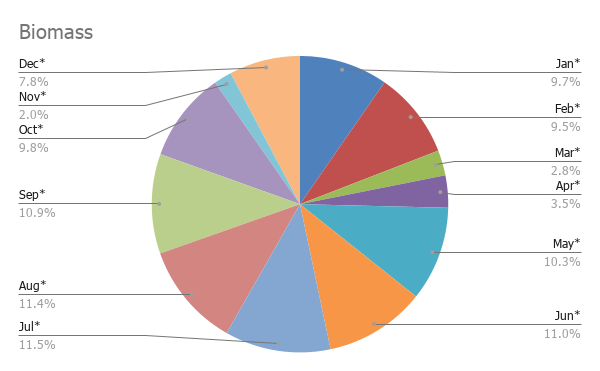 Biomass
Dec*
7.8%
Nov*
2.0%
Oct*
9.8%
Sep*
10.9%
Aug*
11.4%
Jul*
11.5%
Jan*
9.7%
Feb*
9.5%
Mar*
2.8%
Apr*
3.5%
May*
10.3%
Jun*
11.0%